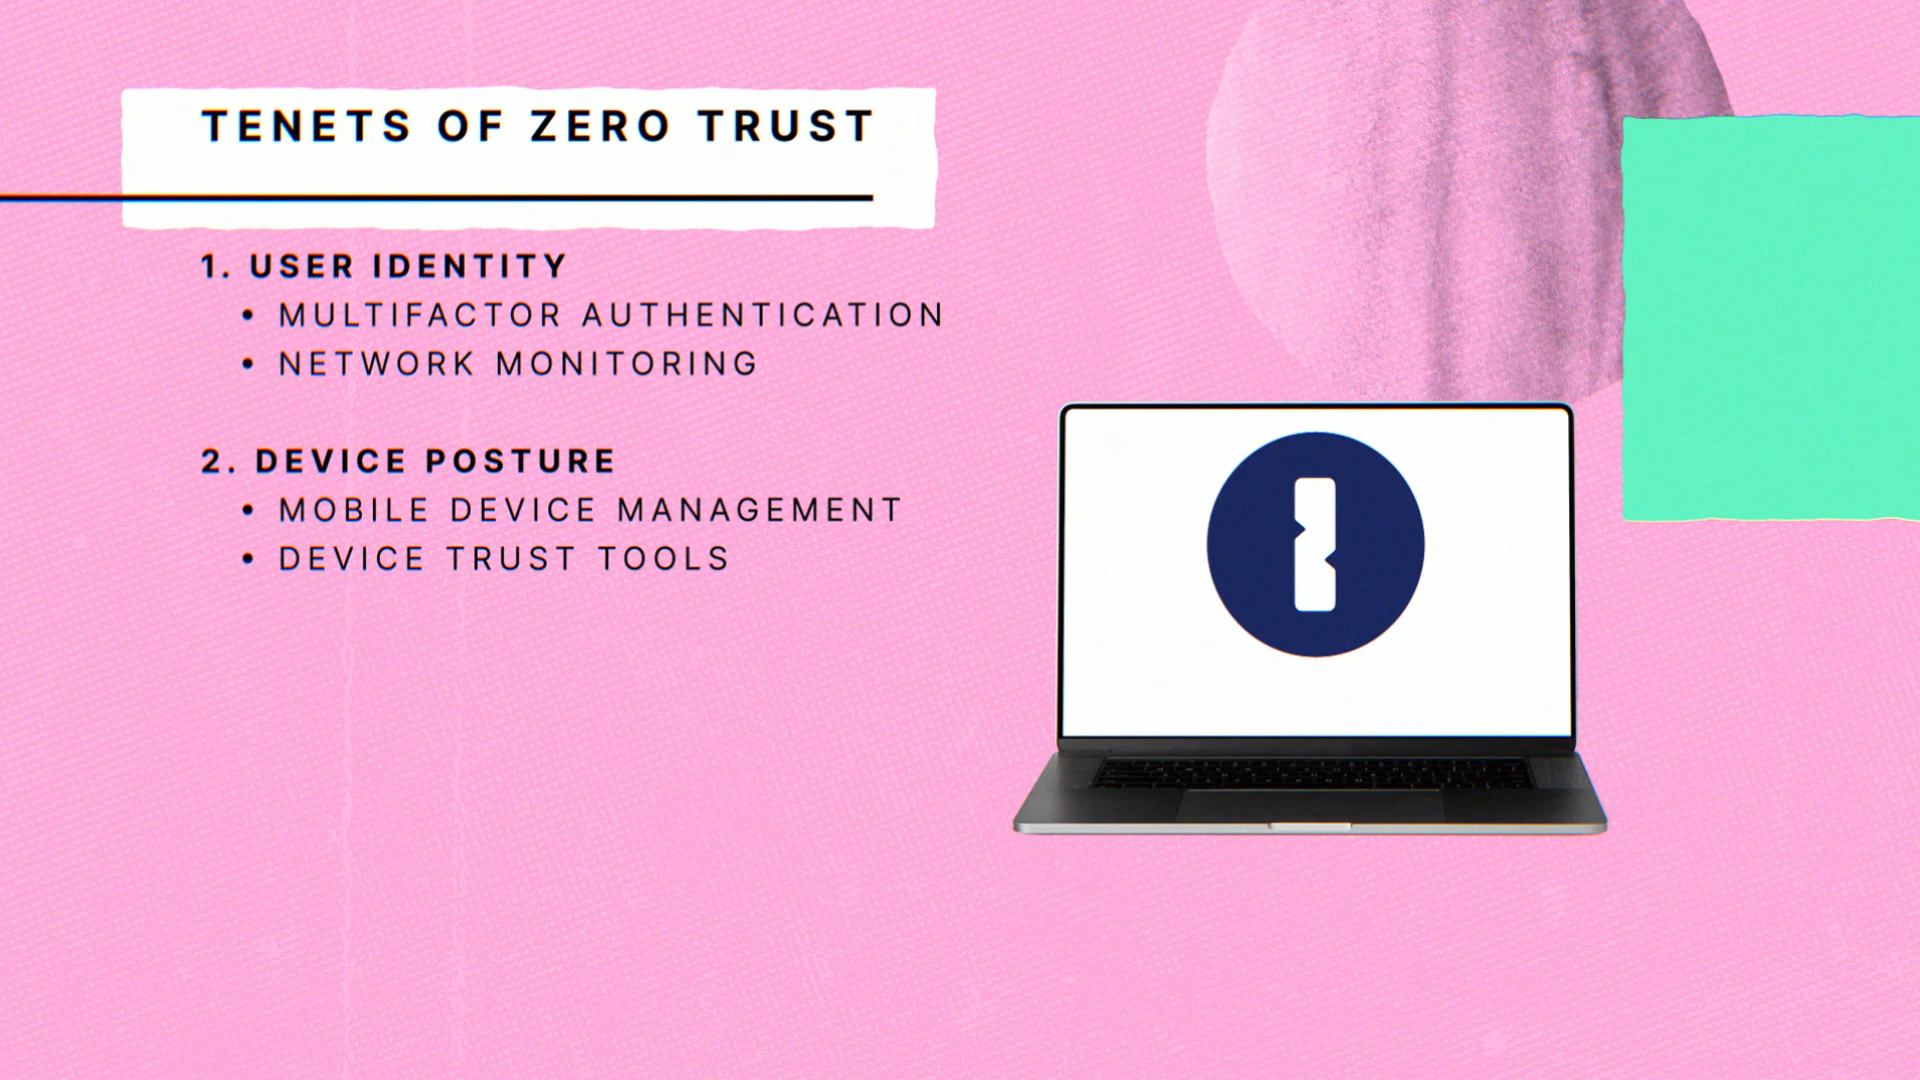 TENETS OF ZERO TRUST
1. USER IDENTITY
• MULTIFACTOR AUTHENTICATION
• NETWORK MONITORING
2. DEVICE POSTURE
• MOBILE DEVICE MANAGEMENT
• DEVICE TRUST TOOLS